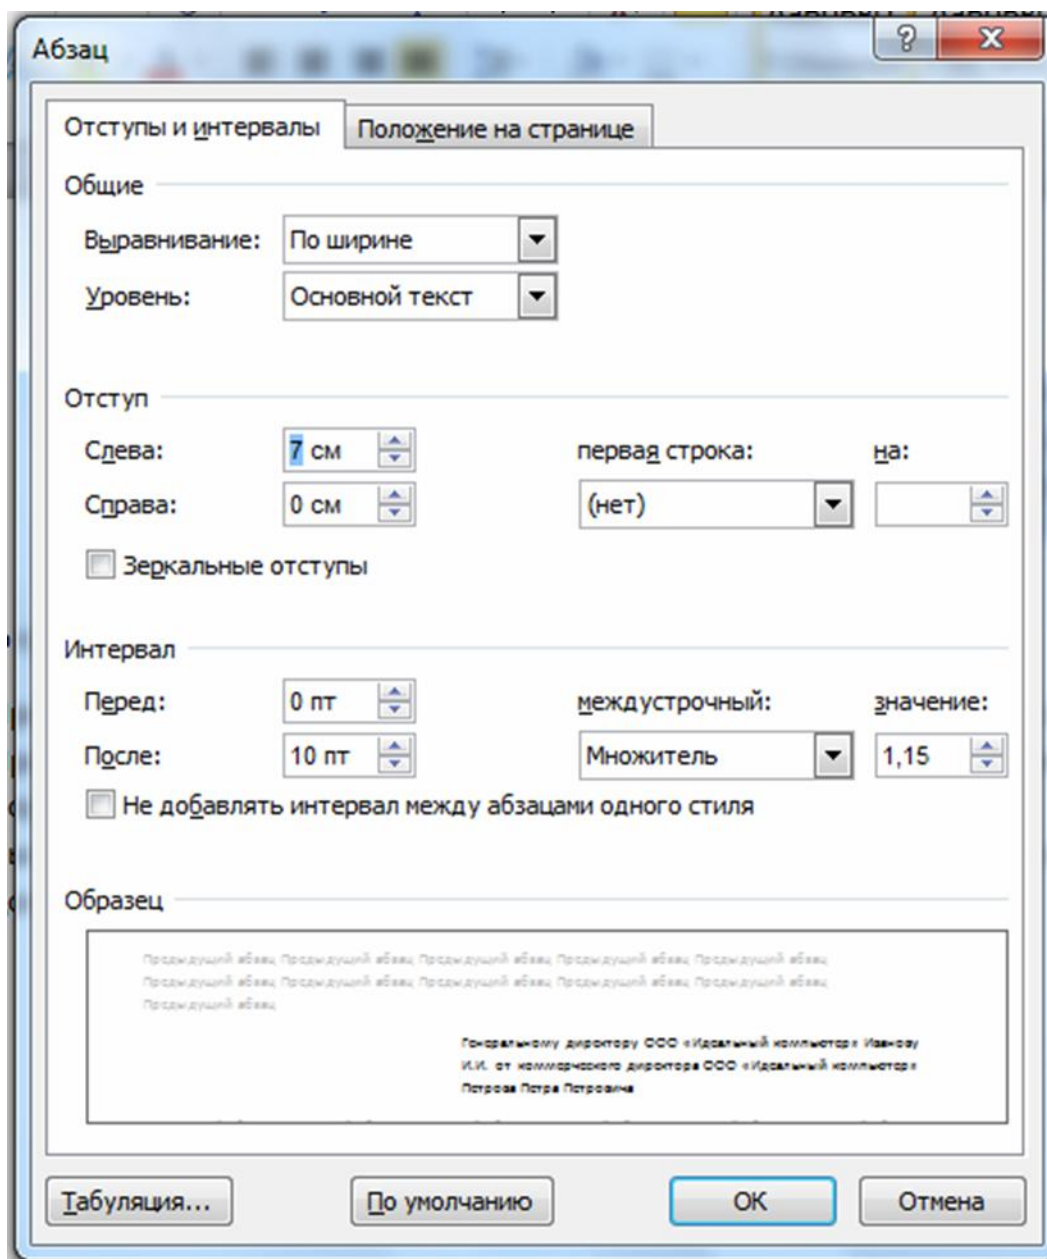 Абзац
Отступы и интервалы Положение на странице
Общие
Выравнивание: По ширине
Уровень: Основной текст
Отступ
Слева: 7 см первая строка: на:
Справа: 0 см (нет)
Зеркальные отступы
Интервал
Перед: 0 пт междустрочный: значение:
После: 10 пт Множитель 1,15
Не добавлять интервал между абзацами одного стиля
Образец
Предыдущий абзац Предыдущий абзац Предыдущий абзац Предыдущий абзац Предыдущий абзац
Предыдущий абзац Предыдущий абзац Предыдущий абзац Предыдущий абзац Предыдущий абзац
Предыдущий абзац
Генеральному директору ООО «Идеальный компьютер» Иванову
И.И. от коммерческого директора ООО «Идеальный компьютер»
Петрова Петра Петровича
Табуляция... По умолчанию ОК Отмена